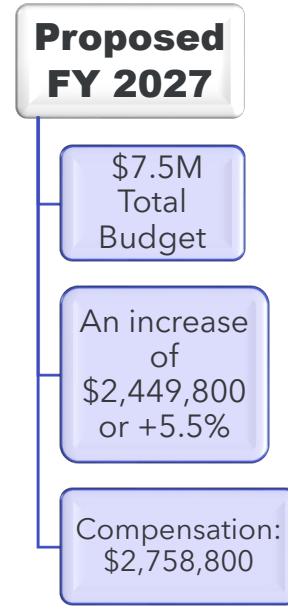 Proposed
FY 2027
$7.5M
Total
Budget
An increase
of
$2,449,800
or +5.5%
Compensation:
$2,758,800